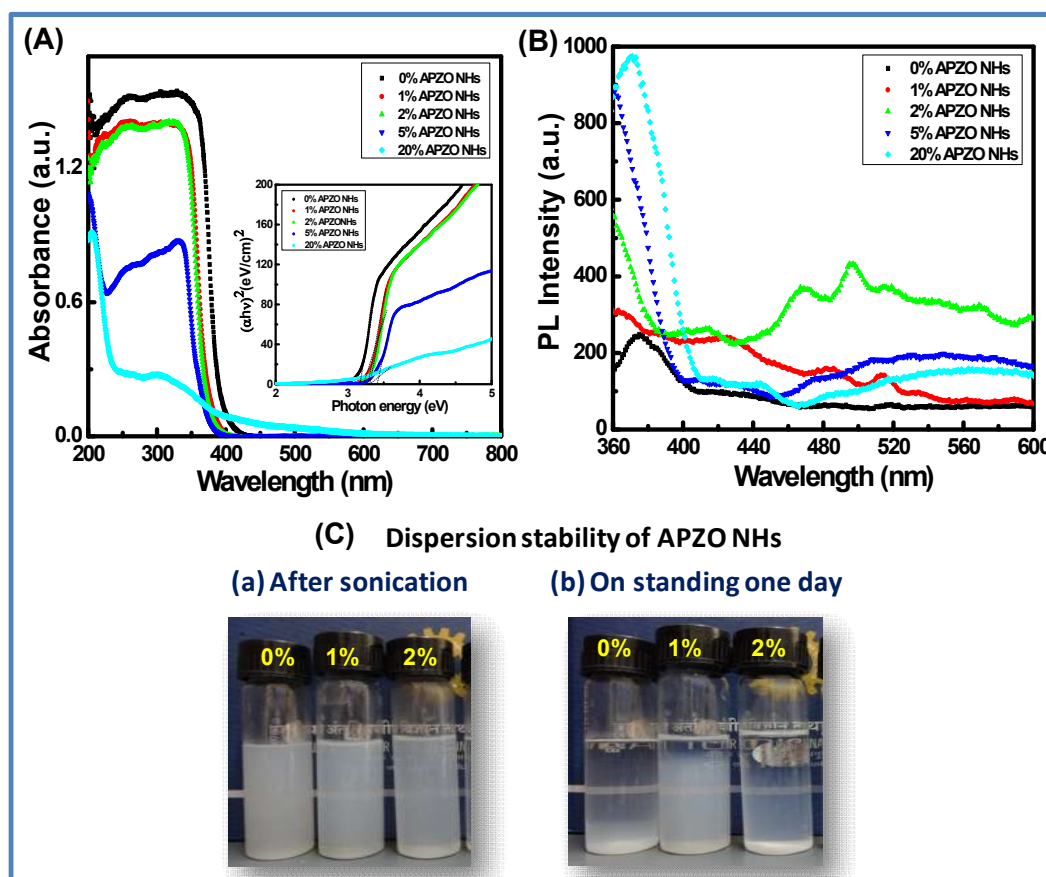 (A)
Absorbance (a.u.)
1.2
0.6
0.0
200 300 400 500 600 700 800
Wavelength (nm)
0% APZO NHs
1% APZO NHs
2% APZO NHs
5% APZO NHs
20% APZO NHs
(αhν)²(eV/cm)²
200
160
120
80
40
0
2 3 4 5
Photon energy (eV)
0% APZO NHs
1% APZO NHs
2% APZONHs
5% APZO NHs
20% APZO NHs
(B)
PL Intensity (a.u.)
1000
900
800
700
600
500
400
300
200
100
0
360 400 440 480 520 560 600
Wavelength (nm)
0% APZO NHs
1% APZO NHs
2% APZO NHs
5% APZO NHs
20% APZO NHs
(C) Dispersion stability of APZO NHs
(a) After sonication
(b) On standing one day
0% 1% 2%
0% 1% 2%